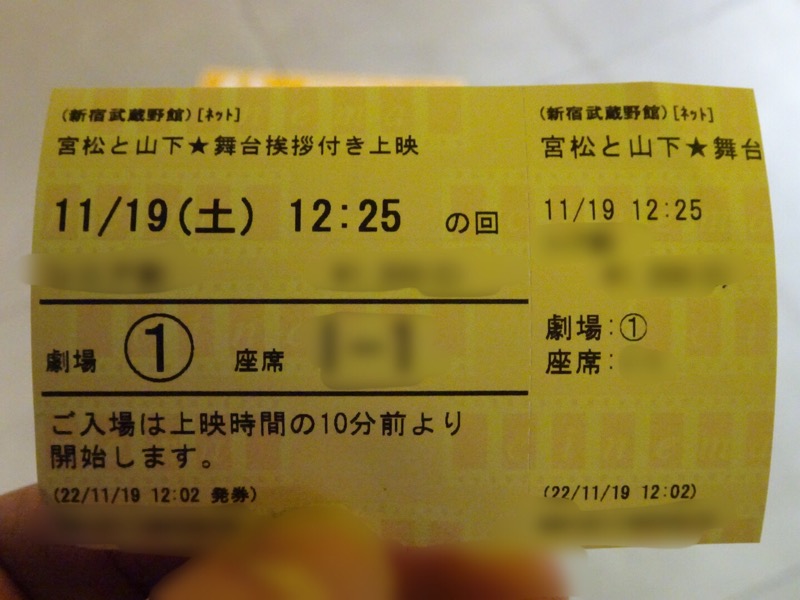 (新宿武蔵野館)[ﾈｯﾄ]
宮松と山下★舞台挨拶付き上映
11/19(土) 12:25 の回
劇場 ① 座席
ご入場は上映時間の10分前より
開始します。
(22/11/19 12:02 発券)
(新宿武蔵野館)[ﾈｯﾄ]
宮松と山下★舞台
11/19 12:25
劇場:①
座席:
(22/11/19 12:02)